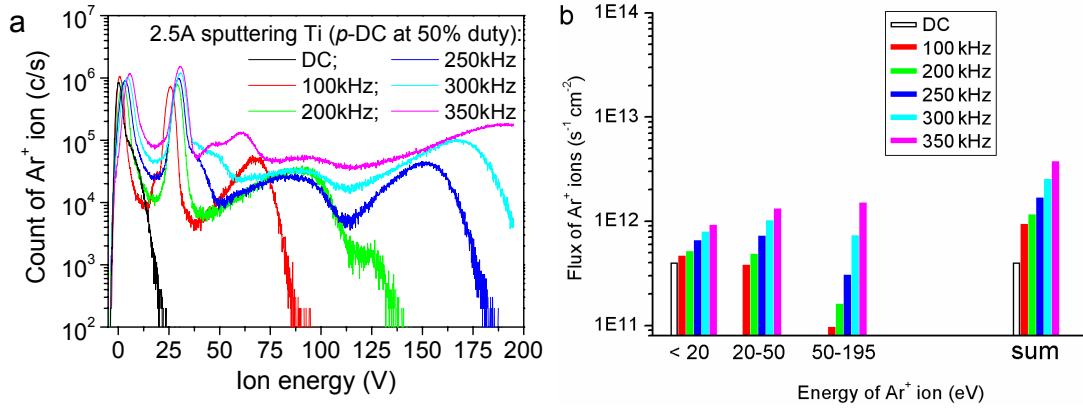 a
2.5A sputtering Ti (p-DC at 50% duty):
DC;
250kHz
100kHz;
300kHz
200kHz;
350kHz
Count of Ar⁺ ion (c/s)
10⁷
10⁶
10⁵
10⁴
10³
10²
0 25 50 75 100 125 150 175 200
Ion energy (V)
b
DC
100 kHz
200 kHz
250 kHz
300 kHz
350 kHz
Flux of Ar⁺ ions (s⁻¹ cm⁻²)
1E14
1E13
1E12
1E11
< 20 20-50 50-195 sum
Energy of Ar⁺ ion (eV)